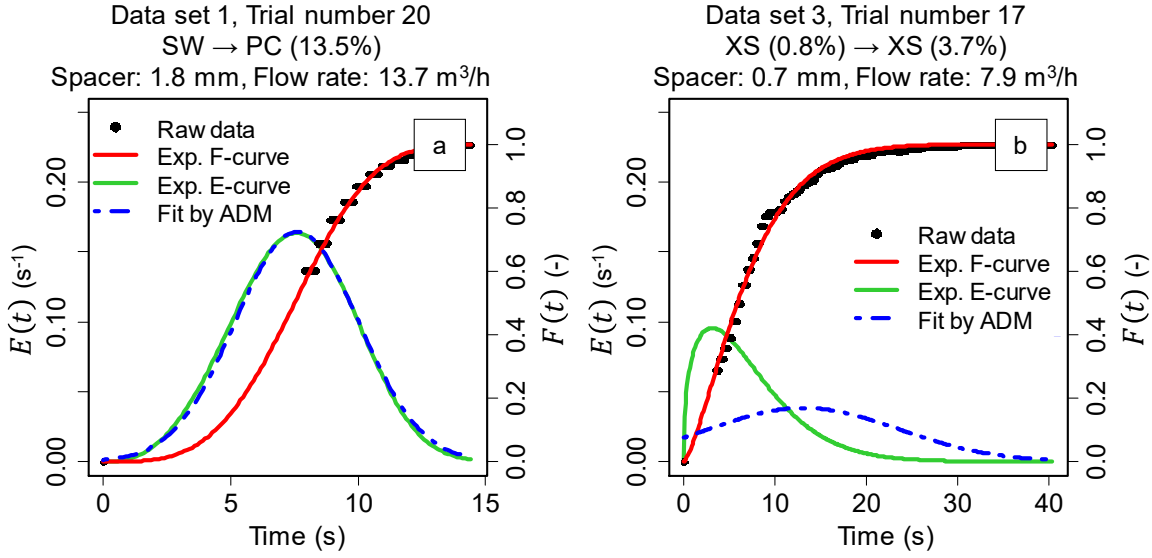 Data set 1, Trial number 20
SW → PC (13.5%)
Spacer: 1.8 mm, Flow rate: 13.7 m³/h
a
Raw data
Exp. F-curve
Exp. E-curve
Fit by ADM
E(t) (s⁻¹)
0.00 0.10 0.20
F(t) (-)
0.0 0.2 0.4 0.6 0.8 1.0
0 5 10 15
Time (s)
Data set 3, Trial number 17
XS (0.8%) → XS (3.7%)
Spacer: 0.7 mm, Flow rate: 7.9 m³/h
b
Raw data
Exp. F-curve
Exp. E-curve
Fit by ADM
E(t) (s⁻¹)
0.00 0.10 0.20
F(t) (-)
0.0 0.2 0.4 0.6 0.8 1.0
0 10 20 30 40
Time (s)